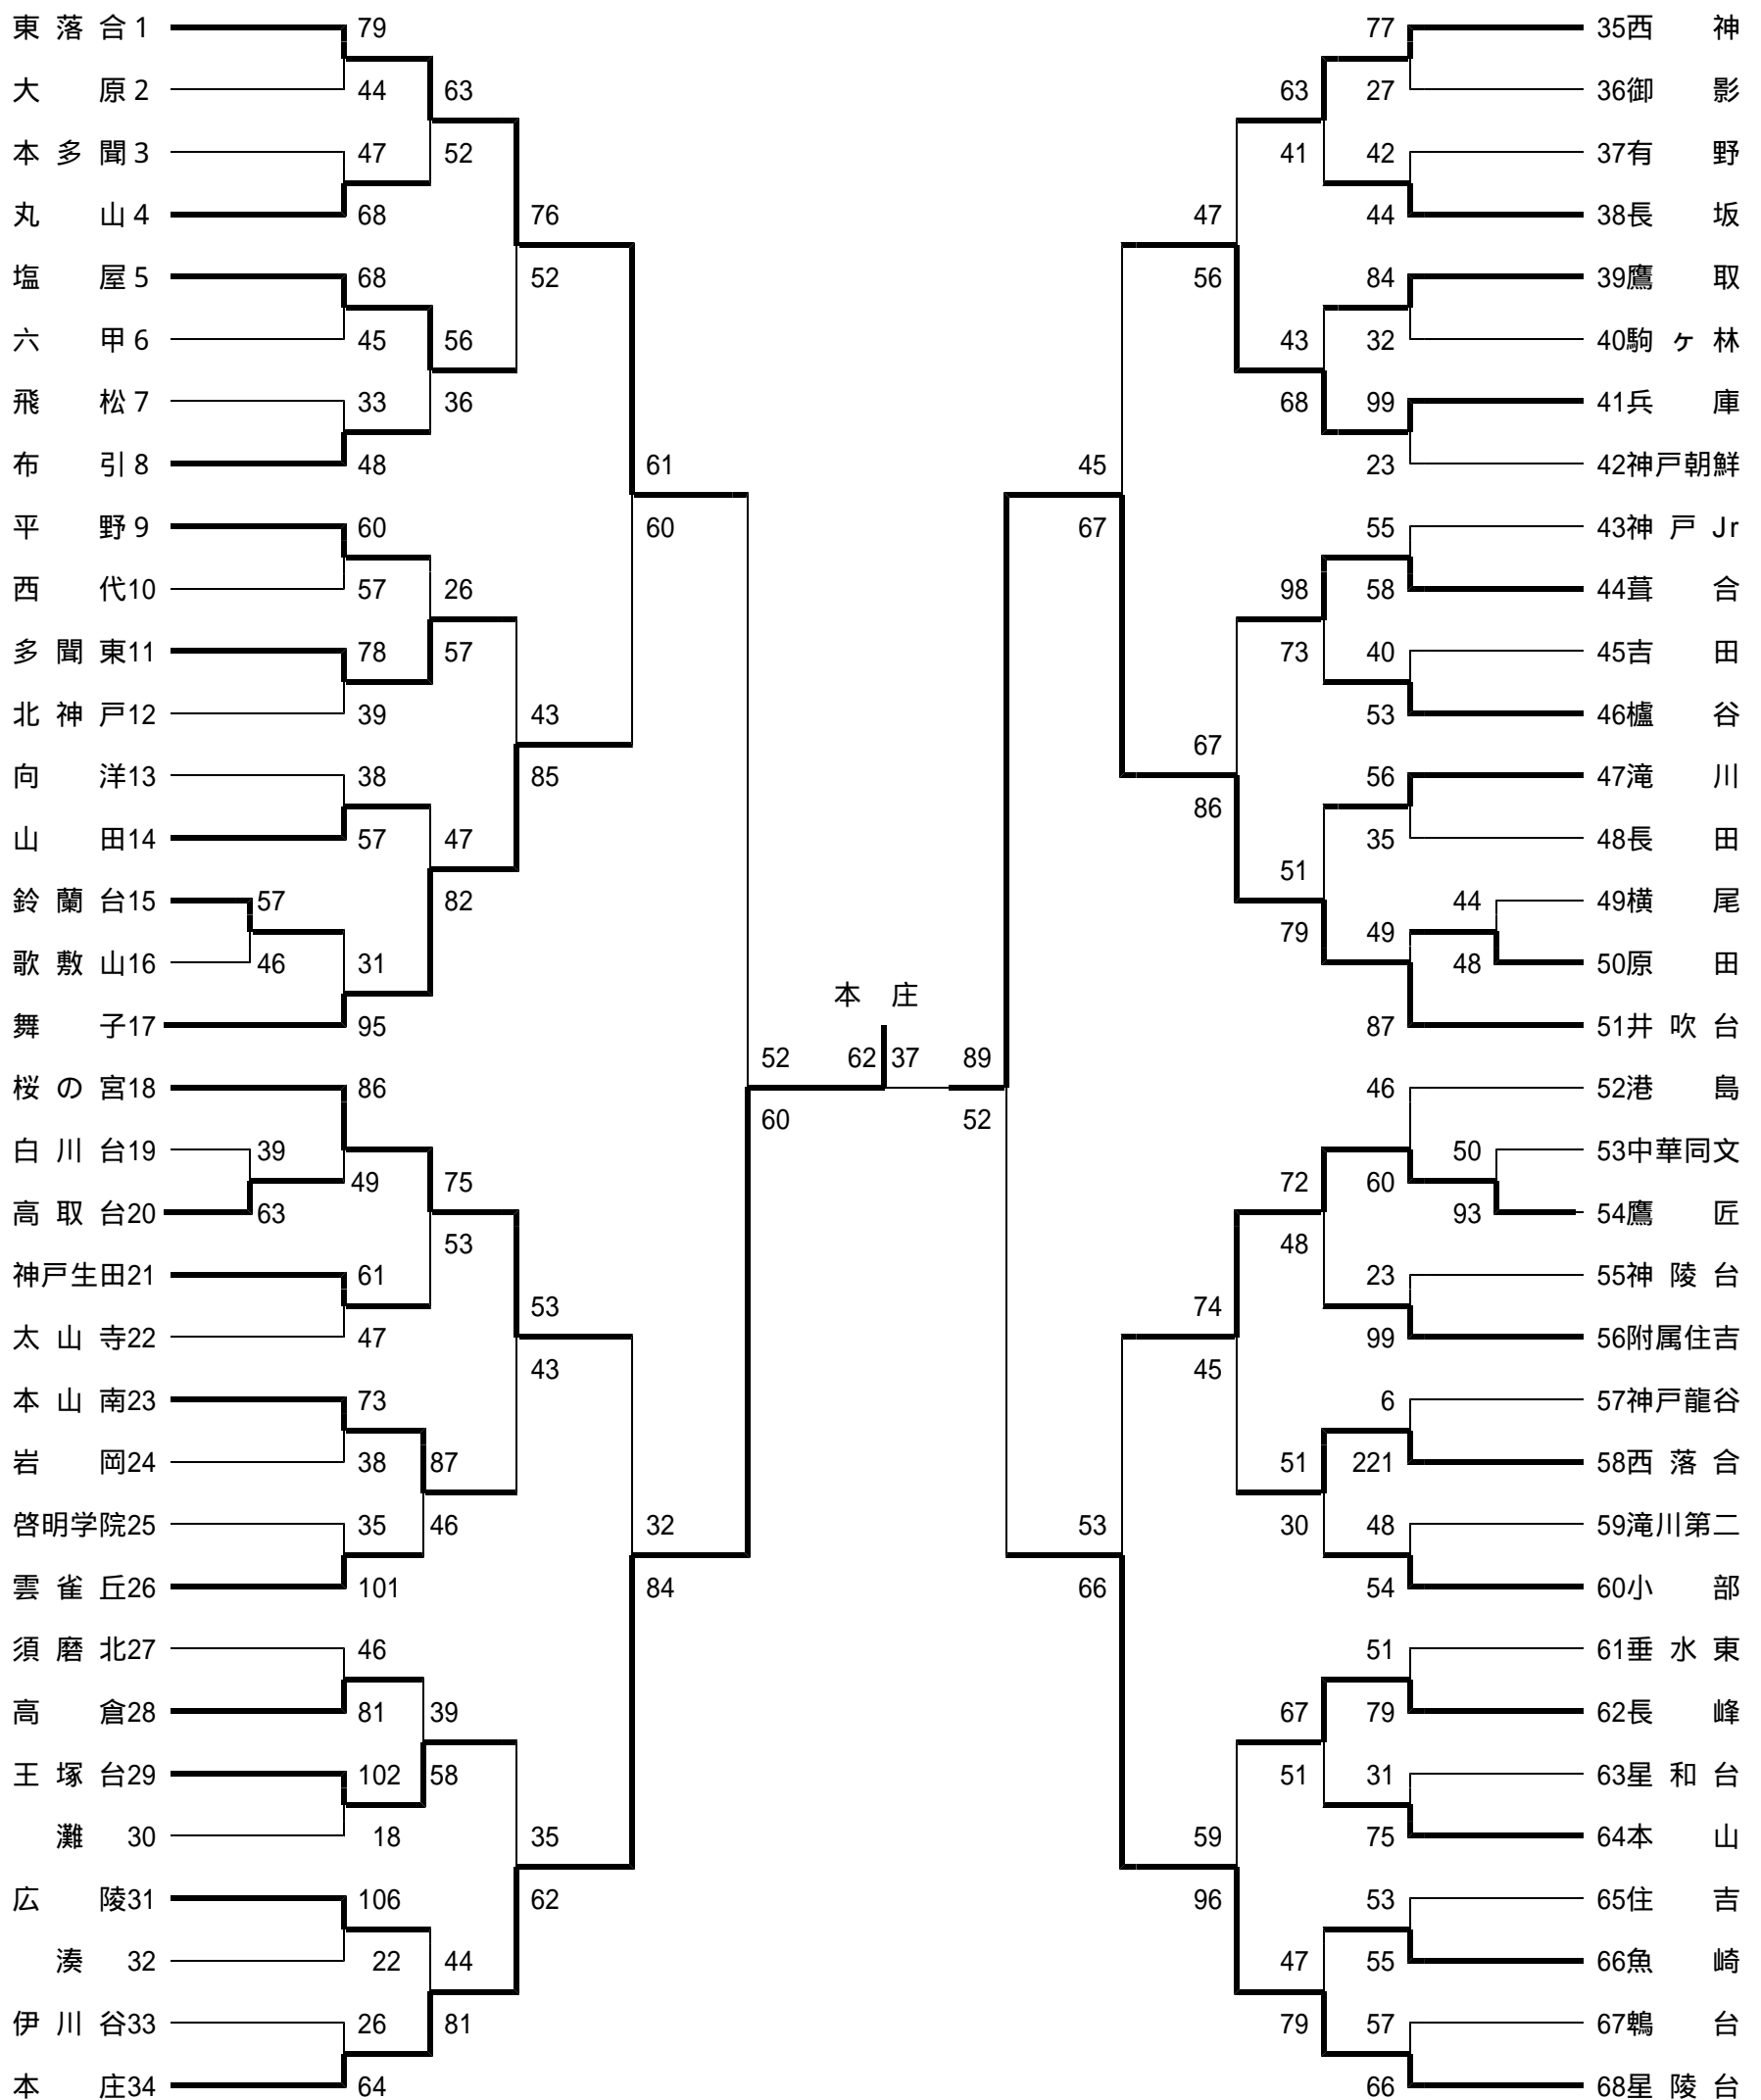 東落合1 79 77 35西神
大原2 44 63 63 27 36御影
本多聞3 47 52 41 42 37有野
丸山4 68 76 47 44 38長坂
塩屋5 68 52 56 84 39鷹取
六甲6 45 56 43 32 40駒ヶ林
飛松7 33 36 68 99 41兵庫
布引8 48 61 45 23 42神戸朝鮮
平野9 60 60 67 55 43神戸Jr
西代10 57 26 98 58 44葺合
多聞東11 78 57 73 40 45吉田
北神戸12 39 43 53 46櫨谷
67
向洋13 38 85 56 47滝川
86
山田14 57 47 35 48長田
51
鈴蘭台15 57 82 44 49横尾
79 49
歌敷山16 46 31 48 50原田
本庄
舞子17 95 87 51井吹台
52 62 37 89
桜の宮18 86 46 52港島
60 52
白川台19 39 50 53中華同文
49 75 72 60
高取台20 63 93 54鷹匠
53 48
神戸生田21 61 23 55神陵台
53 74
太山寺22 47 99 56附属住吉
43 45
本山南23 73 6 57神戸龍谷
岩岡24 38 87 51 221 58西落合
啓明学院25 35 46 32 53 30 48 59滝川第二
雲雀丘26 101 84 66 54 60小部
須磨北27 46 51 61垂水東
高倉28 81 39 67 79 62長峰
王塚台29 102 58 51 31 63星和台
灘30 18 35 59 75 64本山
広陵31 106 62 96 53 65住吉
湊32 22 44 47 55 66魚崎
伊川谷33 26 81 79 57 67鵯台
本庄34 64 66 68星陵台